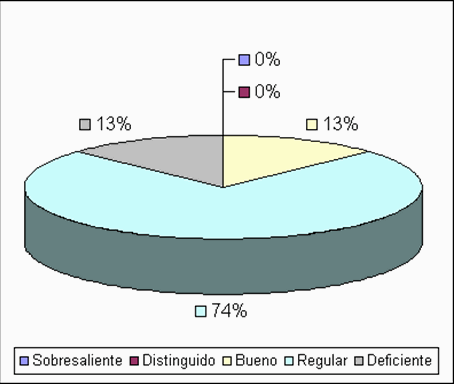 0%
0%
13% 13%
74%
Sobresaliente Distinguido Bueno Regular Deficiente